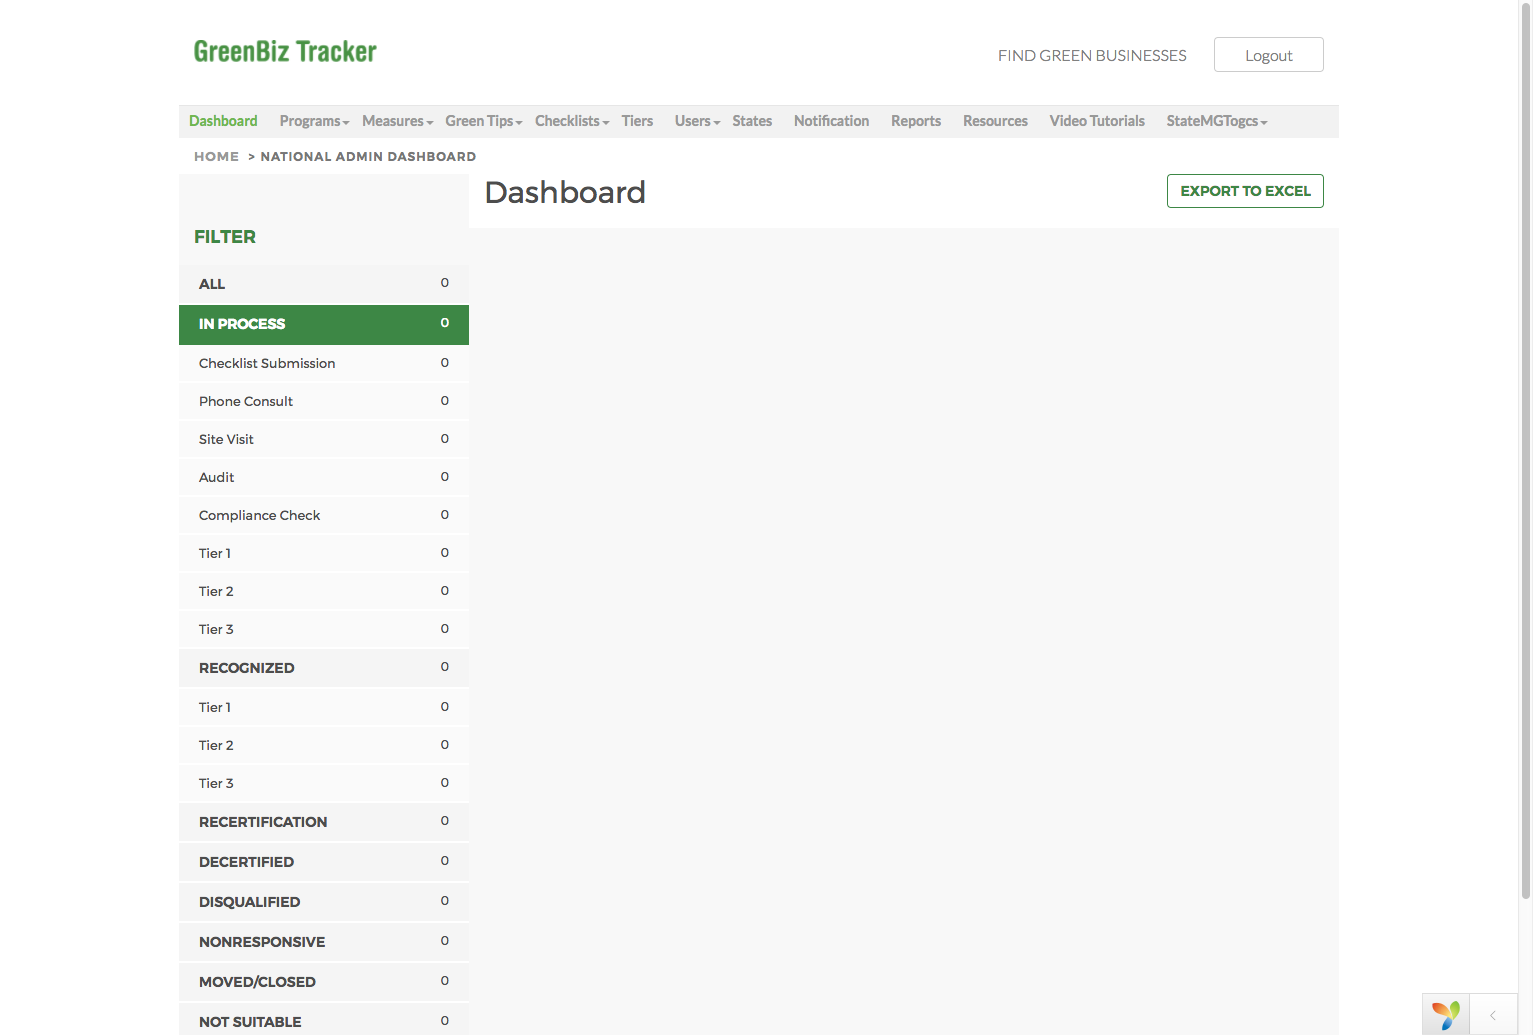 GreenBiz Tracker
FIND GREEN BUSINESSES
Logout
Dashboard Programs Measures Green Tips Checklists Tiers Users States Notification Reports Resources Video Tutorials StateMGTogcs
HOME > NATIONAL ADMIN DASHBOARD
Dashboard
EXPORT TO EXCEL
FILTER
ALL 0
IN PROCESS 0
Checklist Submission 0
Phone Consult 0
Site Visit 0
Audit 0
Compliance Check 0
Tier 1 0
Tier 2 0
Tier 3 0
RECOGNIZED 0
Tier 1 0
Tier 2 0
Tier 3 0
RECERTIFICATION 0
DECERTIFIED 0
DISQUALIFIED 0
NONRESPONSIVE 0
MOVED/CLOSED 0
NOT SUITABLE 0